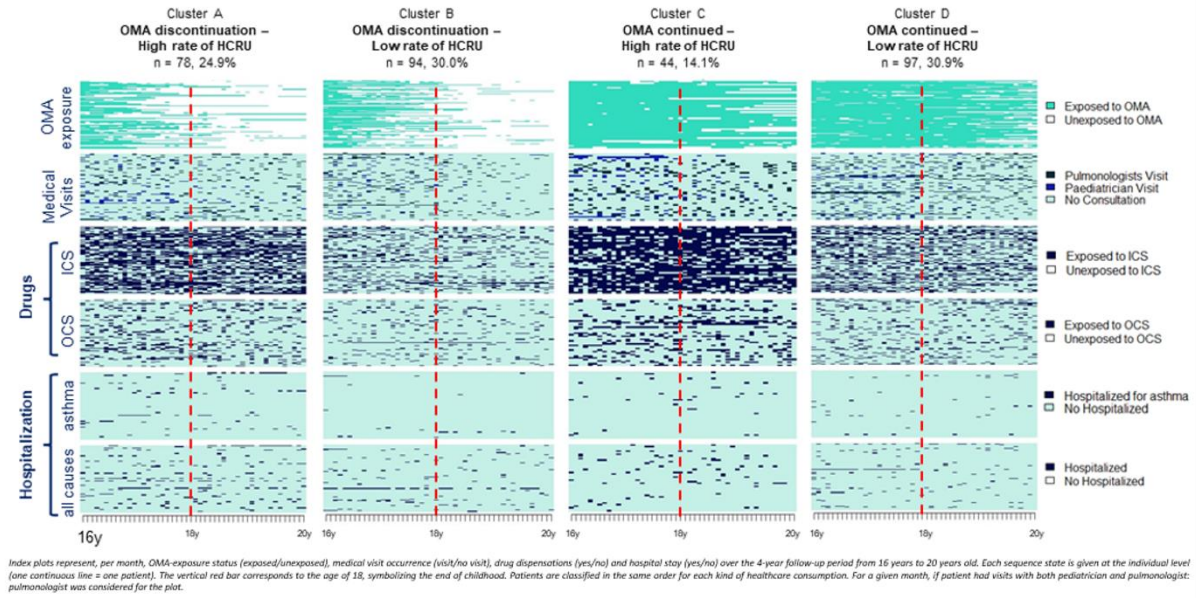 Cluster A
OMA discontinuation –
High rate of HCRU
n = 78, 24.9%
Cluster B
OMA discontinuation –
Low rate of HCRU
n = 94, 30.0%
Cluster C
OMA continued –
High rate of HCRU
n = 44, 14.1%
Cluster D
OMA continued–
Low rate of HCRU
n = 97, 30.9%
OMA
exposure
Exposed to OMA
Unexposed to OMA
Medical
Visits
Pulmonologists Visit
Paediatrician Visit
No Consultation
Drugs
ICS
Exposed to ICS
Unexposed to ICS
OCS
Exposed to OCS
Unexposed to OCS
Hospitalization
asthma
Hospitalized for asthma
No Hospitalized
all causes
Hospitalized
No Hospitalized
16y 18y 20y
16y 18y 20y
16y 18y 20y
16y 18y 20y
Index plots represent, per month, OMA-exposure status (exposed/unexposed), medical visit occurrence (visit/no visit), drug dispensations (yes/no) and hospital stay (yes/no) over the 4-year follow-up period from 16 years to 20 years old. Each sequence state is given at the individual level
(one continuous line = one patient). The vertical red bar corresponds to the age of 18, symbolizing the end of childhood. Patients are classified in the same order for each kind of healthcare consumption. For a given month, if patient had visits with both pediatrician and pulmonologist:
pulmonologist was considered for the plot.